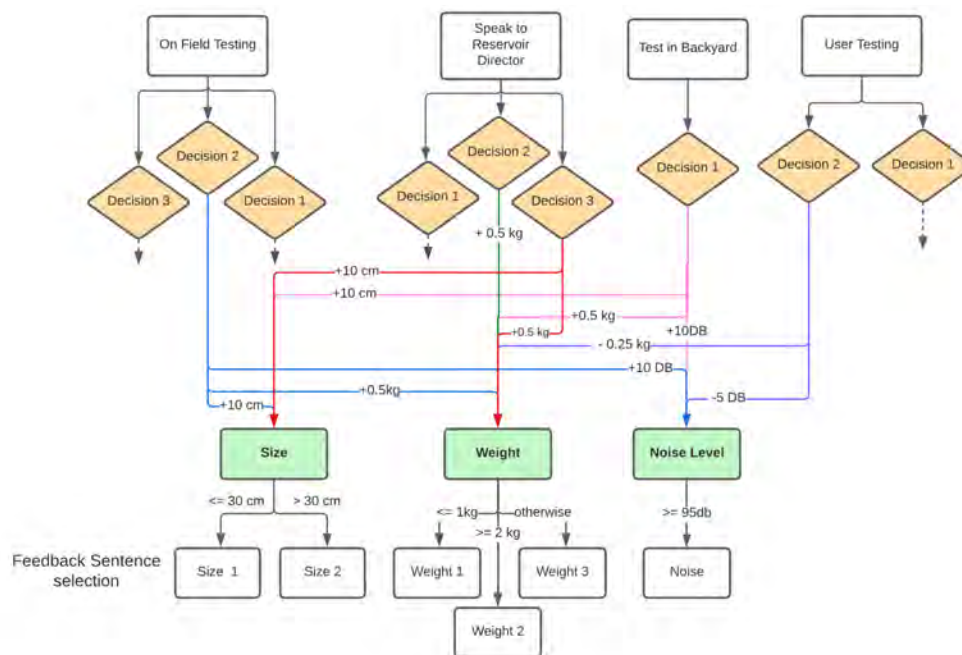 On Field Testing
Speak to
Reservoir
Director
Test in Backyard
User Testing
Decision 2
Decision 3
Decision 1
Decision 2
Decision 1
Decision 3
Decision 1
Decision 2
Decision 1
+ 0.5 kg
+10 cm
+10 cm
+0.5 kg
+0.5 kg
+10DB
- 0.25 kg
+10 DB
+0.5kg
-5 DB
+10 cm
Size
Weight
Noise Level
<= 30 cm
> 30 cm
<= 1kg
otherwise
>= 2 kg
>= 95db
Feedback Sentence
selection
Size 1
Size 2
Weight 1
Weight 3
Noise
Weight 2